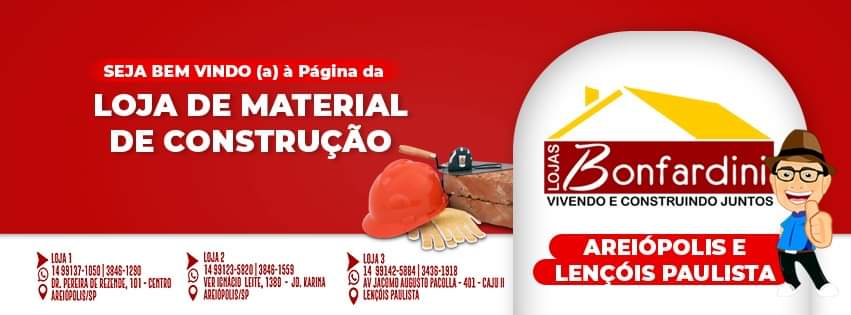 SEJA BEM VINDO (a) à Página da
LOJA DE MATERIAL
DE CONSTRUÇÃO
LOJAS
Bonfardini
VIVENDO E CONSTRUINDO JUNTOS
AREIÓPOLIS E
LENÇÓIS PAULISTA
LOJA 1
14 99137-1050 | 3846-1280
DR. PEREIRA DE REZENDE, 101 - CENTRO
AREIÓPOLIS/SP
LOJA 2
14 99123-5820 | 3846-1559
VER IGNÁCIO LEITE, 1380 - JD. KARINA
AREIÓPOLIS/SP
LOJA 3
14 99142-5884 | 3436-1918
AV JACOMO AUGUSTO PACOLLA - 401 - CAJU II
LENÇÓIS PAULISTA